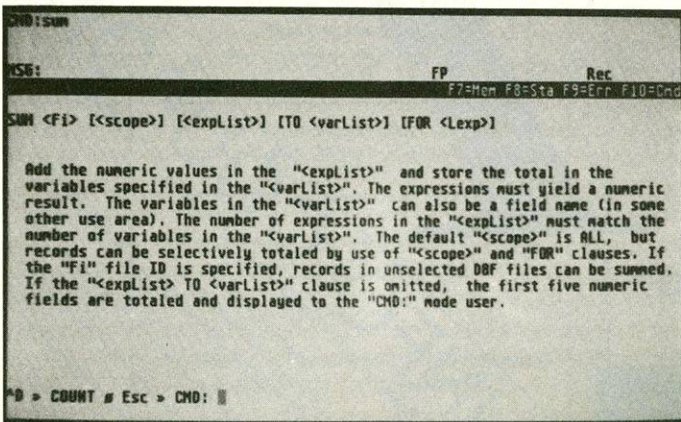 CMD:sum
MSG: FP Rec
F7=Mem F8=Sta F9=Err F10=Cmd
SUM <Fi> [<scope>] [<expList>] [TO <varList>] [FOR <Lexp>]
Add the numeric values in the "<expList>" and store the total in the
variables specified in the "<varList>". The expressions must yield a numeric
result. The variables in the "<varList>" can also be a field name (in some
other use area). The number of expressions in the "<expList>" must match the
number of variables in the "<varList>". The default "<scope>" is ALL, but
records can be selectively totaled by use of "<scope>" and "FOR" clauses. If
the "Fi" file ID is specified, records in unselected DBF files can be summed.
If the "<expList> TO <varList>" clause is omitted, the first five numeric
fields are totaled and displayed to the "CMD:" mode user.
^D » COUNT Esc » CMD: